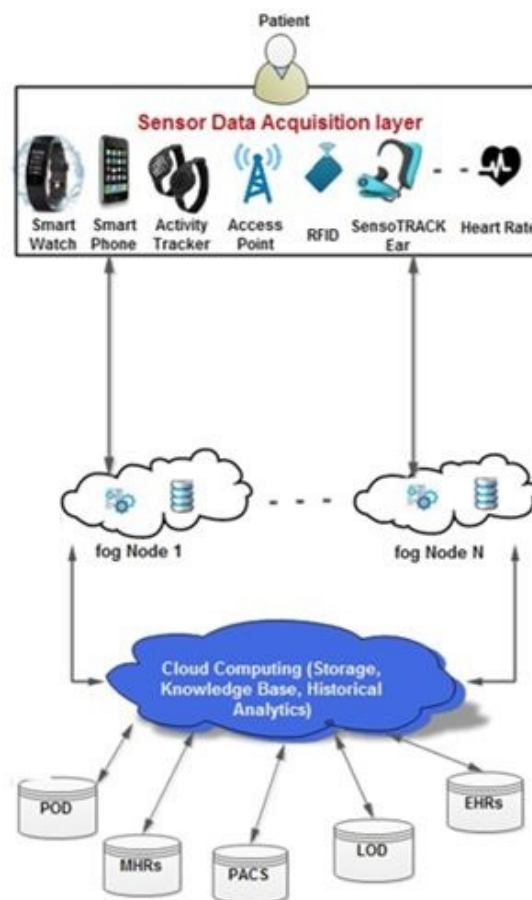 Patient
Sensor Data Acquisition layer
Smart
Watch
Smart
Phone
Activity
Tracker
Access
Point
RFID
SensoTRACK
Ear
Heart Rate
fog Node 1
fog Node N
Cloud Computing (Storage,
Knowledge Base, Historical
Analytics)
POD
MHRs
PACS
LOD
EHRs